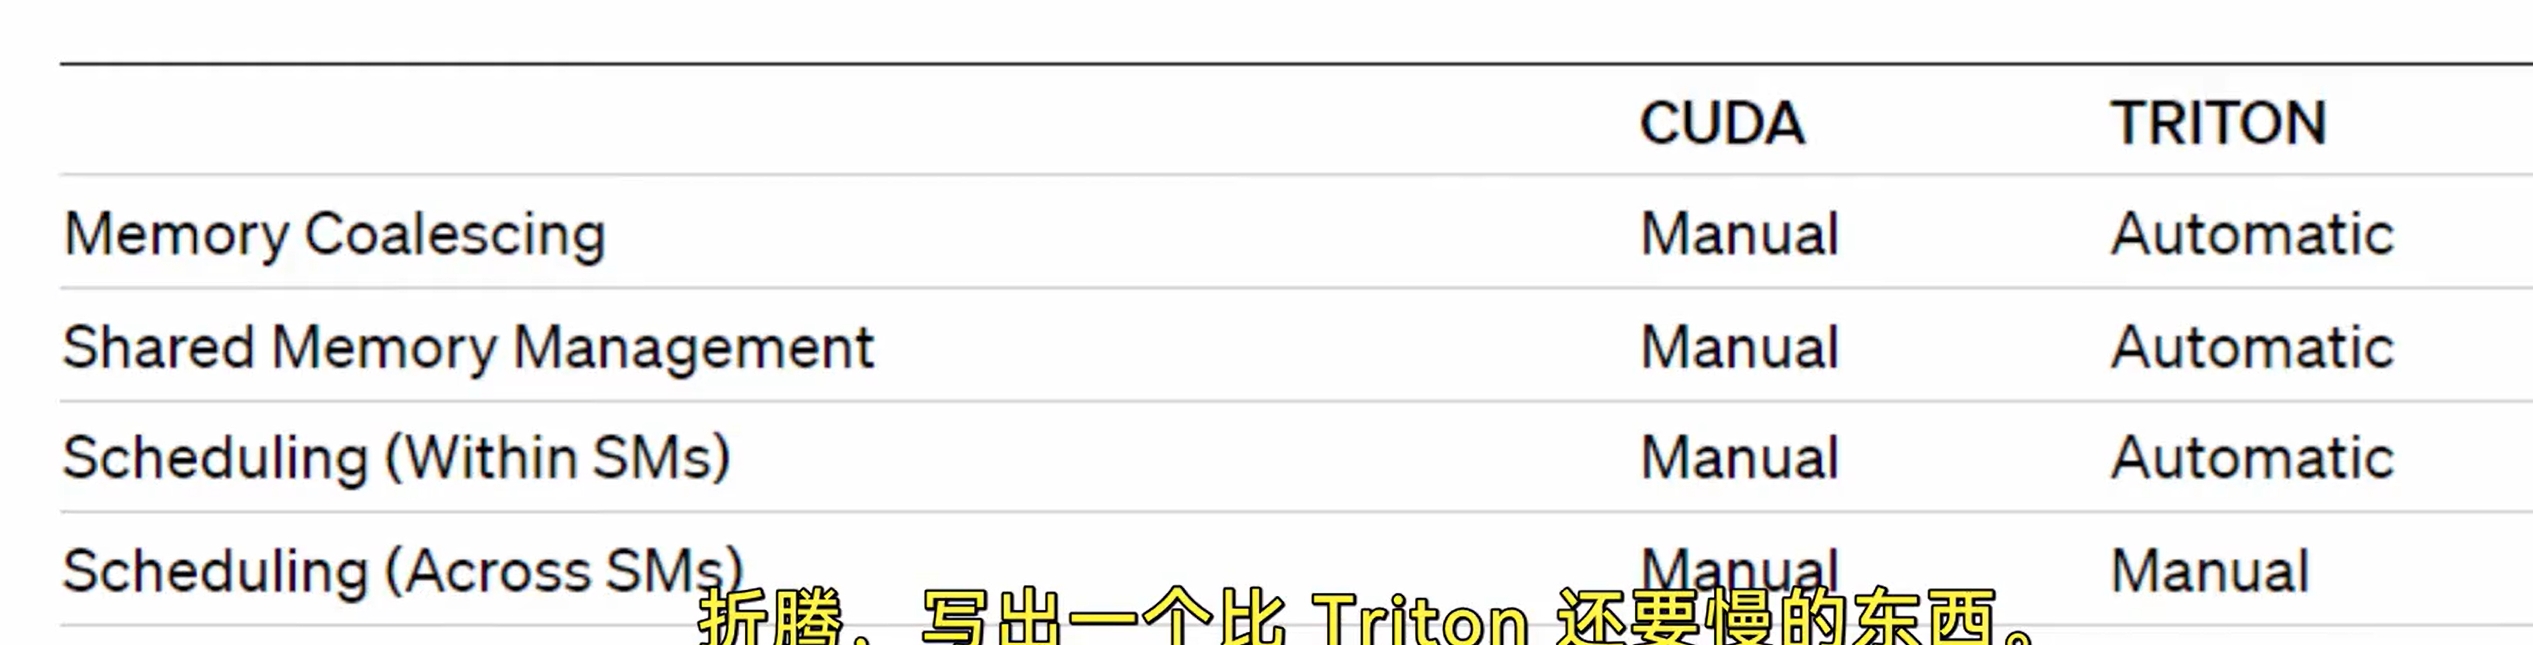 CUDA TRITON
Memory Coalescing Manual Automatic
Shared Memory Management Manual Automatic
Scheduling (Within SMs) Manual Automatic
Scheduling (Across SMs) Manual Manual
折腾，写出一个比 Triton 还要慢的东西。